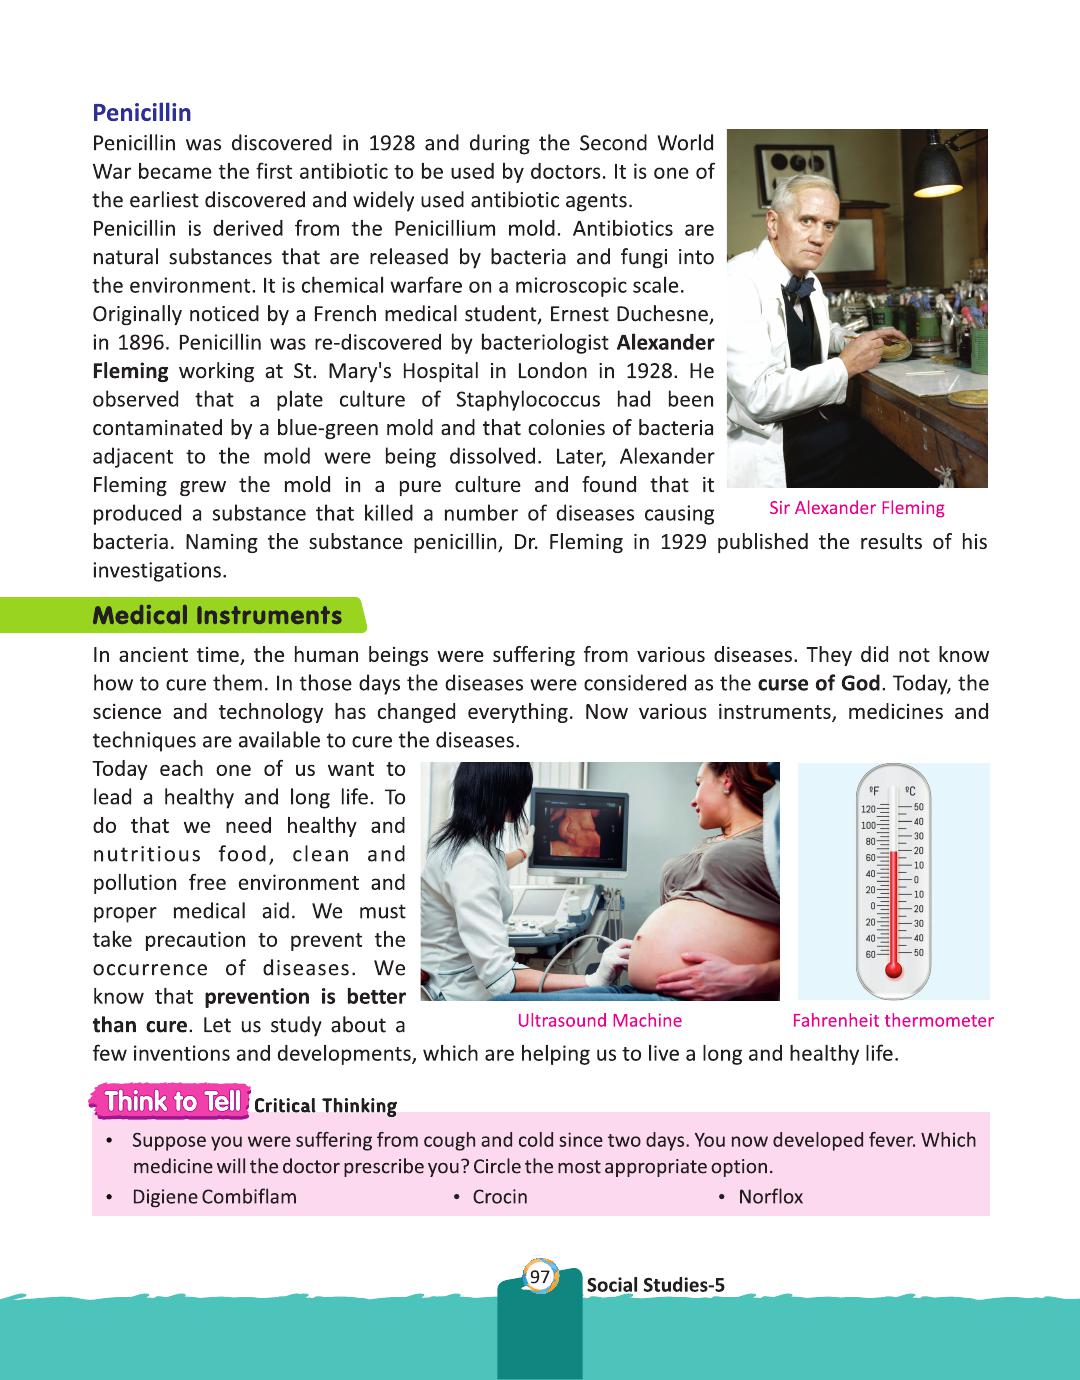 Penicillin
Penicillin was discovered in 1928 and during the Second World
War became the first antibiotic to be used by doctors. It is one of
the earliest discovered and widely used antibiotic agents.
Penicillin is derived from the Penicillium mold. Antibiotics are
natural substances that are released by bacteria and fungi into
the environment. It is chemical warfare on a microscopic scale.
Originally noticed by a French medical student, Ernest Duchesne,
in 1896. Penicillin was re-discovered by bacteriologist Alexander
Fleming working at St. Mary's Hospital in London in 1928. He
observed that a plate culture of Staphylococcus had been
contaminated by a blue-green mold and that colonies of bacteria
adjacent to the mold were being dissolved. Later, Alexander
Fleming grew the mold in a pure culture and found that it
produced a substance that killed a number of diseases causing
bacteria. Naming the substance penicillin, Dr. Fleming in 1929 published the results of his
investigations.
Sir Alexander Fleming
Medical Instruments
In ancient time, the human beings were suffering from various diseases. They did not know
how to cure them. In those days the diseases were considered as the curse of God. Today, the
science and technology has changed everything. Now various instruments, medicines and
techniques are available to cure the diseases.
Today each one of us want to
lead a healthy and long life. To
do that we need healthy and
nutritious food, clean and
pollution free environment and
proper medical aid. We must
take precaution to prevent the
occurrence of diseases. We
know that prevention is better
than cure. Let us study about a
few inventions and developments, which are helping us to live a long and healthy life.
Ultrasound Machine
ºF ºC
120 50
100 40
80 30
60 20
40 10
20 0
0 10
20 20
40 30
60 40
50
Fahrenheit thermometer
Think to Tell Critical Thinking
• Suppose you were suffering from cough and cold since two days. You now developed fever. Which
medicine will the doctor prescribe you? Circle the most appropriate option.
• Digiene Combiflam • Crocin • Norflox
97 Social Studies-5